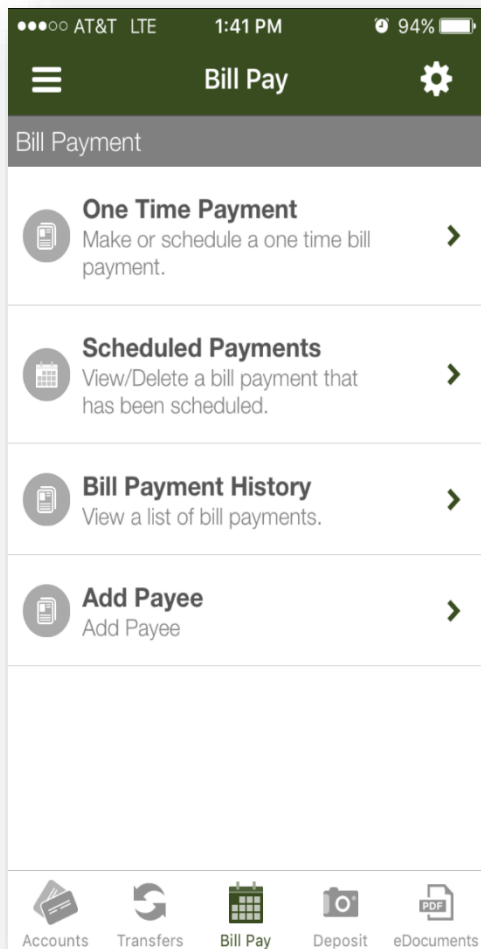 AT&T LTE 1:41 PM 94%
Bill Pay
Bill Payment
One Time Payment
Make or schedule a one time bill
payment.
Scheduled Payments
View/Delete a bill payment that
has been scheduled.
Bill Payment History
View a list of bill payments.
Add Payee
Add Payee
PDF
Accounts Transfers Bill Pay Deposit eDocuments